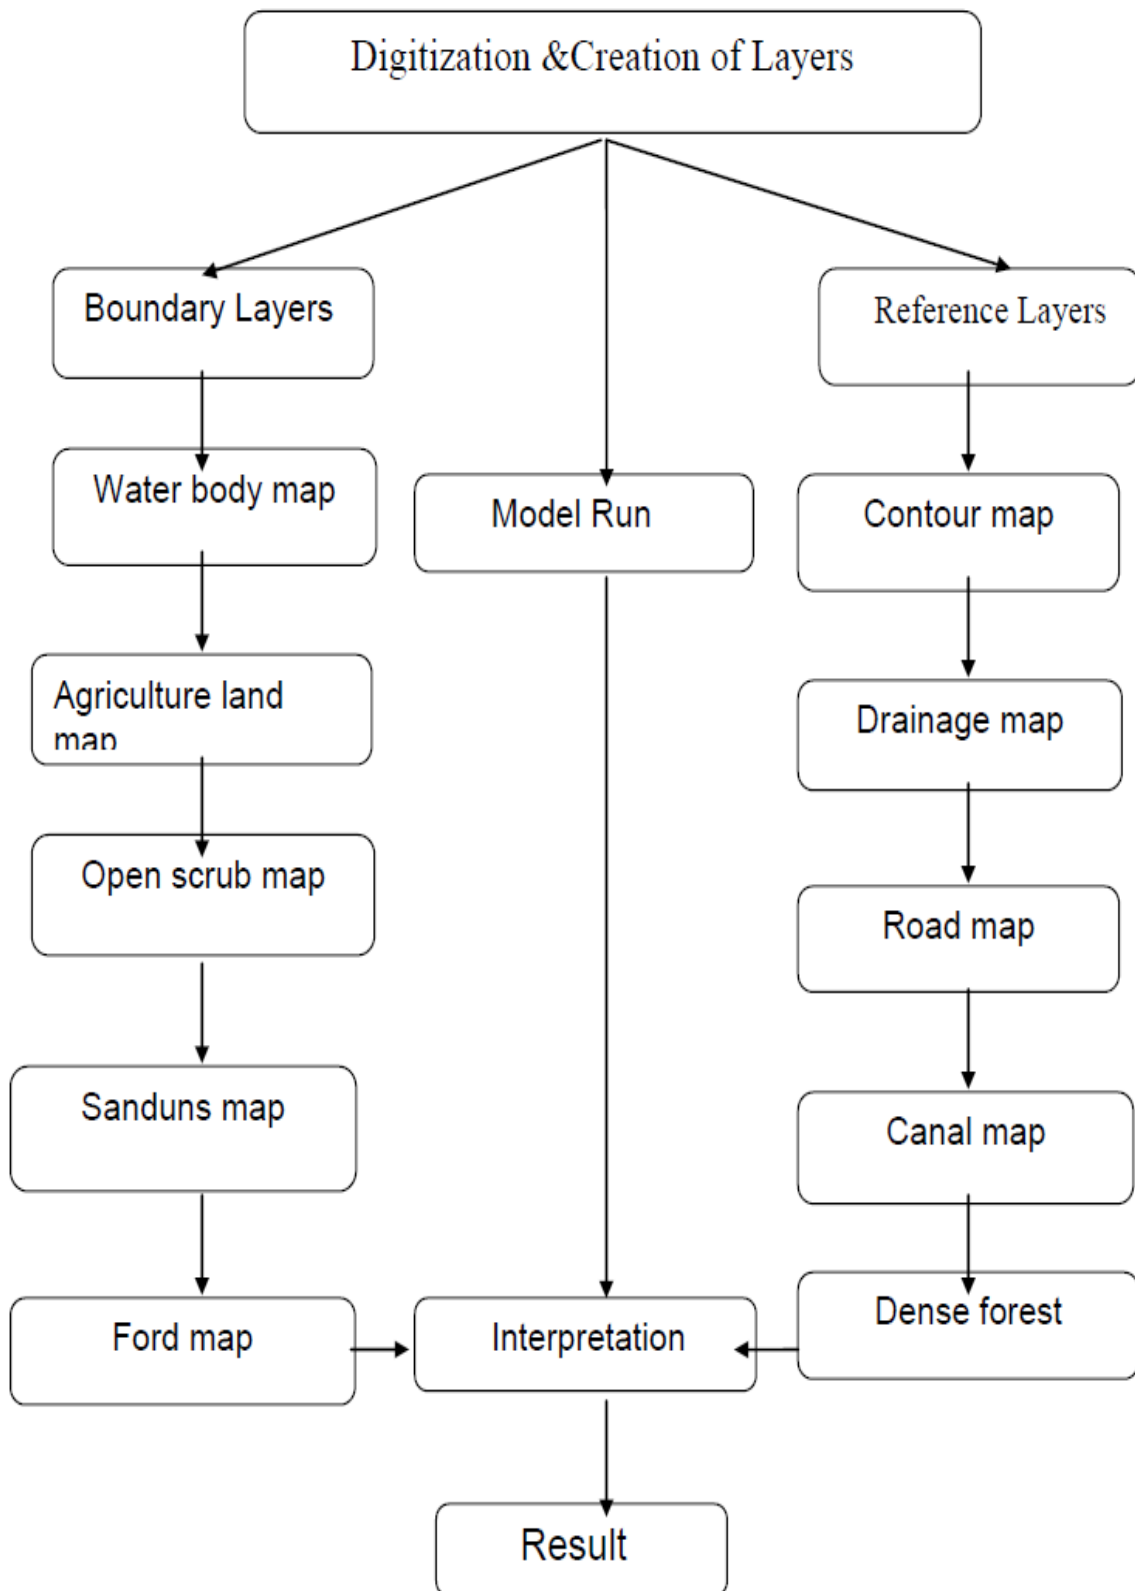 Digitization &Creation of Layers
Boundary Layers
Reference Layers
Water body map
Model Run
Contour map
Agriculture land
map
Drainage map
Open scrub map
Road map
Sanduns map
Canal map
Ford map
Interpretation
Dense forest
Result